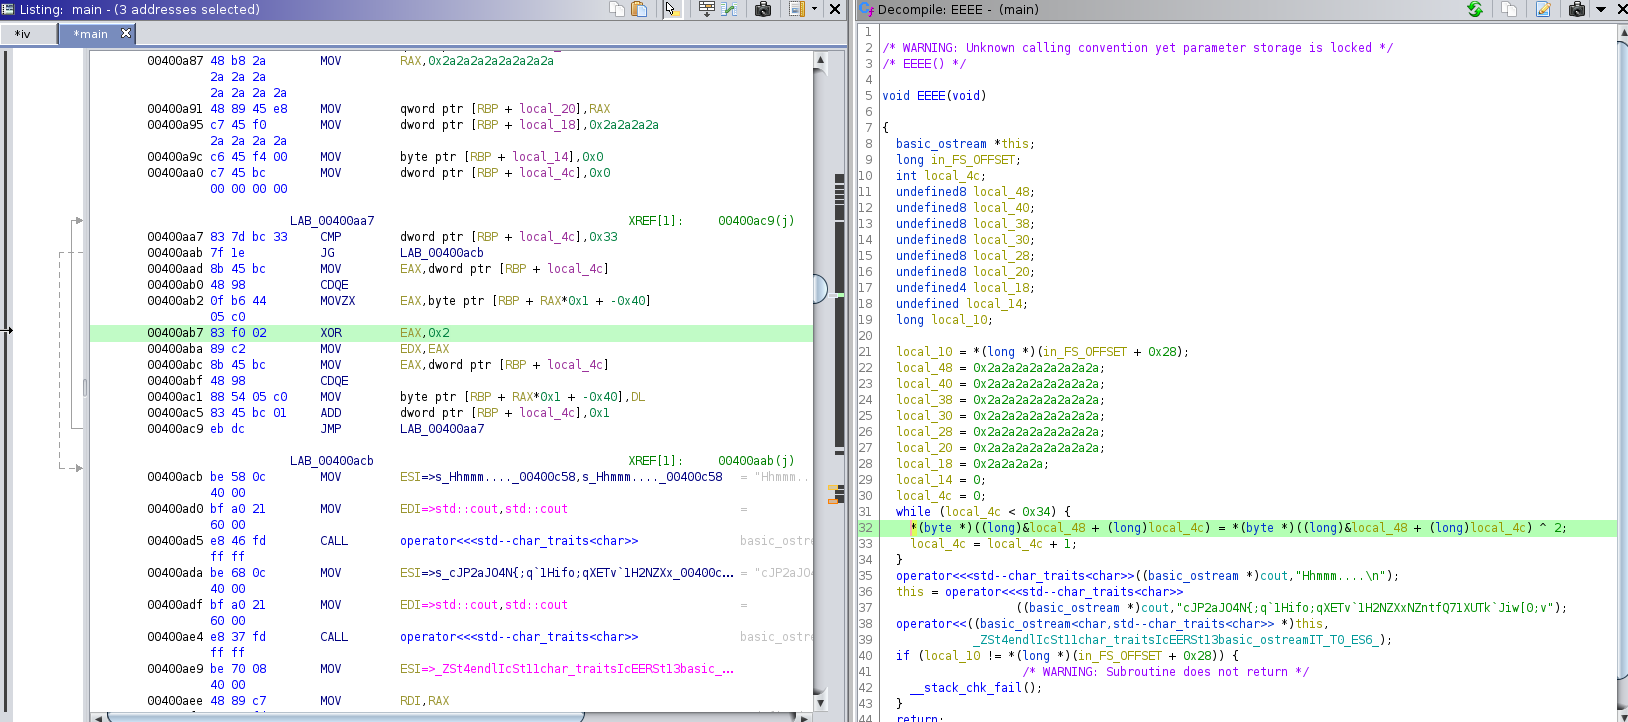 Listing: main - (3 addresses selected)
*iv *main
00400a87 48 b8 2a MOV RAX,0x2a2a2a2a2a2a2a2a
2a 2a 2a
2a 2a 2a 2a
00400a91 48 89 45 e8 MOV qword ptr [RBP + local_20],RAX
00400a95 c7 45 f0 MOV dword ptr [RBP + local_18],0x2a2a2a2a
2a 2a 2a 2a
00400a9c c6 45 f4 00 MOV byte ptr [RBP + local_14],0x0
00400aa0 c7 45 bc MOV dword ptr [RBP + local_4c],0x0
00 00 00 00
LAB_00400aa7 XREF[1]: 00400ac9(j)
00400aa7 83 7d bc 33 CMP dword ptr [RBP + local_4c],0x33
00400aab 7f 1e JG LAB_00400acb
00400aad 8b 45 bc MOV EAX,dword ptr [RBP + local_4c]
00400ab0 48 98 CDQE
00400ab2 0f b6 44 MOVZX EAX,byte ptr [RBP + RAX*0x1 + -0x40]
05 c0
00400ab7 83 f0 02 XOR EAX,0x2
00400aba 89 c2 MOV EDX,EAX
00400abc 8b 45 bc MOV EAX,dword ptr [RBP + local_4c]
00400abf 48 98 CDQE
00400ac1 88 54 05 c0 MOV byte ptr [RBP + RAX*0x1 + -0x40],DL
00400ac5 83 45 bc 01 ADD dword ptr [RBP + local_4c],0x1
00400ac9 eb dc JMP LAB_00400aa7
LAB_00400acb XREF[1]: 00400aab(j)
00400acb be 58 0c MOV ESI=>s_Hhmmm...._00400c58,s_Hhmmm...._00400c58 = "Hhmmm..
40 00
00400ad0 bf a0 21 MOV EDI=>std::cout,std::cout =
60 00
00400ad5 e8 46 fd CALL operator<<<std--char_traits<char>> basic_ostre
ff ff
00400ada be 68 0c MOV ESI=>s_cJP2aJO4N{;q`1Hifo;qXETv`1H2NZXx_00400c... = "cJP2aJO
40 00
00400adf bf a0 21 MOV EDI=>std::cout,std::cout =
60 00
00400ae4 e8 37 fd CALL operator<<<std--char_traits<char>> basic_ostre
ff ff
00400ae9 be 70 08 MOV ESI=>_ZSt4endlIcSt11char_traitsIcEERSt13basic_...
40 00
00400aee 48 89 c7 MOV RDI,RAX
Decompile: EEEE - (main)
1
2 /* WARNING: Unknown calling convention yet parameter storage is locked */
3 /* EEEE() */
4
5 void EEEE(void)
6
7 {
8 basic_ostream *this;
9 long in_FS_OFFSET;
10 int local_4c;
11 undefined8 local_48;
12 undefined8 local_40;
13 undefined8 local_38;
14 undefined8 local_30;
15 undefined8 local_28;
16 undefined8 local_20;
17 undefined4 local_18;
18 undefined local_14;
19 long local_10;
20
21 local_10 = *(long *)(in_FS_OFFSET + 0x28);
22 local_48 = 0x2a2a2a2a2a2a2a2a;
23 local_40 = 0x2a2a2a2a2a2a2a2a;
24 local_38 = 0x2a2a2a2a2a2a2a2a;
25 local_30 = 0x2a2a2a2a2a2a2a2a;
26 local_28 = 0x2a2a2a2a2a2a2a2a;
27 local_20 = 0x2a2a2a2a2a2a2a2a;
28 local_18 = 0x2a2a2a2a;
29 local_14 = 0;
30 local_4c = 0;
31 while (local_4c < 0x34) {
32 *(byte *)((long)&local_48 + (long)local_4c) = *(byte *)((long)&local_48 + (long)local_4c) ^ 2;
33 local_4c = local_4c + 1;
34 }
35 operator<<<std--char_traits<char>>((basic_ostream *)cout,"Hhmmm....\n");
36 this = operator<<<std--char_traits<char>>
37 ((basic_ostream *)cout,"cJP2aJO4N{;q`1Hifo;qXETv`1H2NZXxNZntfQ71XUTk`Jiw[0;v");
38 operator<<((basic_ostream<char,std--char_traits<char>> *)this,
39 _ZSt4endlIcSt11char_traitsIcEERSt13basic_ostreamIT_T0_ES6_);
40 if (local_10 != *(long *)(in_FS_OFFSET + 0x28)) {
41 /* WARNING: Subroutine does not return */
42 __stack_chk_fail();
43 }
44 return;